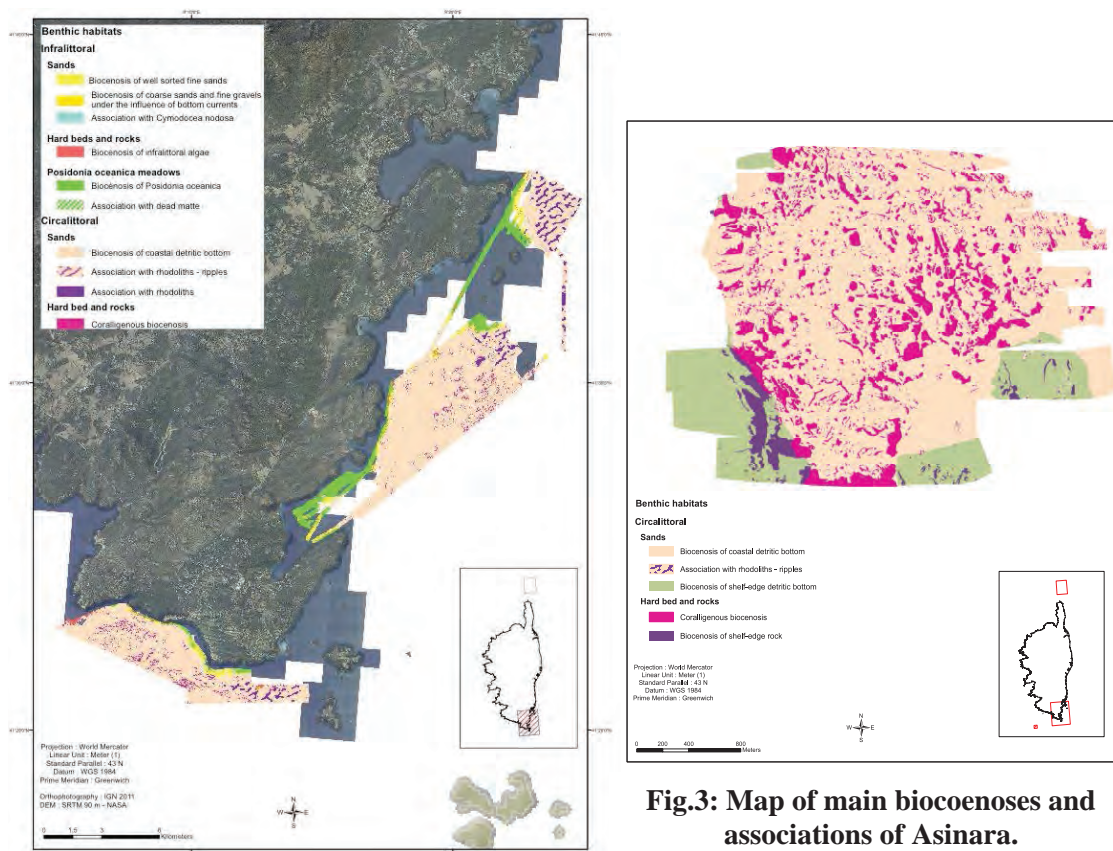 Benthic habitats
Infralittoral
Sands
Biocenosis of well sorted fine sands
Biocenosis of coarse sands and fine gravels
under the influence of bottom currents
Association with Cymodocea nodosa
Hard beds and rocks
Biocenosis of infralittoral algae
Posidonia oceanica meadows
Biocénosis of Posidonia oceanica
Association with dead matte
Circalittoral
Sands
Biocenosis of coastal detritic bottom
Association with rhodoliths - ripples
Association with rhodoliths
Hard bed and rocks
Coralligenous biocenosis
Projection : World Mercator
Linear Unit : Meter (1)
Standard Parallel : 43 N
Datum : WGS 1984
Prime Meridian : Greenwich
Orthophotography : IGN 2011
DEM : SRTM 90 m - NASA
0 1,5 3 6
Kilometers
N
W E
S
Benthic habitats
Circalittoral
Sands
Biocenosis of coastal detritic bottom
Association with rhodoliths - ripples
Biocenosis of shelf-edge detritic bottom
Hard bed and rocks
Coralligenous biocenosis
Biocenosis of shelf-edge rock
Projection : World Mercator
Linear Unit : Meter (1)
Standard Parallel : 43 N
Datum : WGS 1984
Prime Meridian : Greenwich
0 200 400 800
Meters
N
W E
S
Fig.3: Map of main biocoenoses and
associations of Asinara.